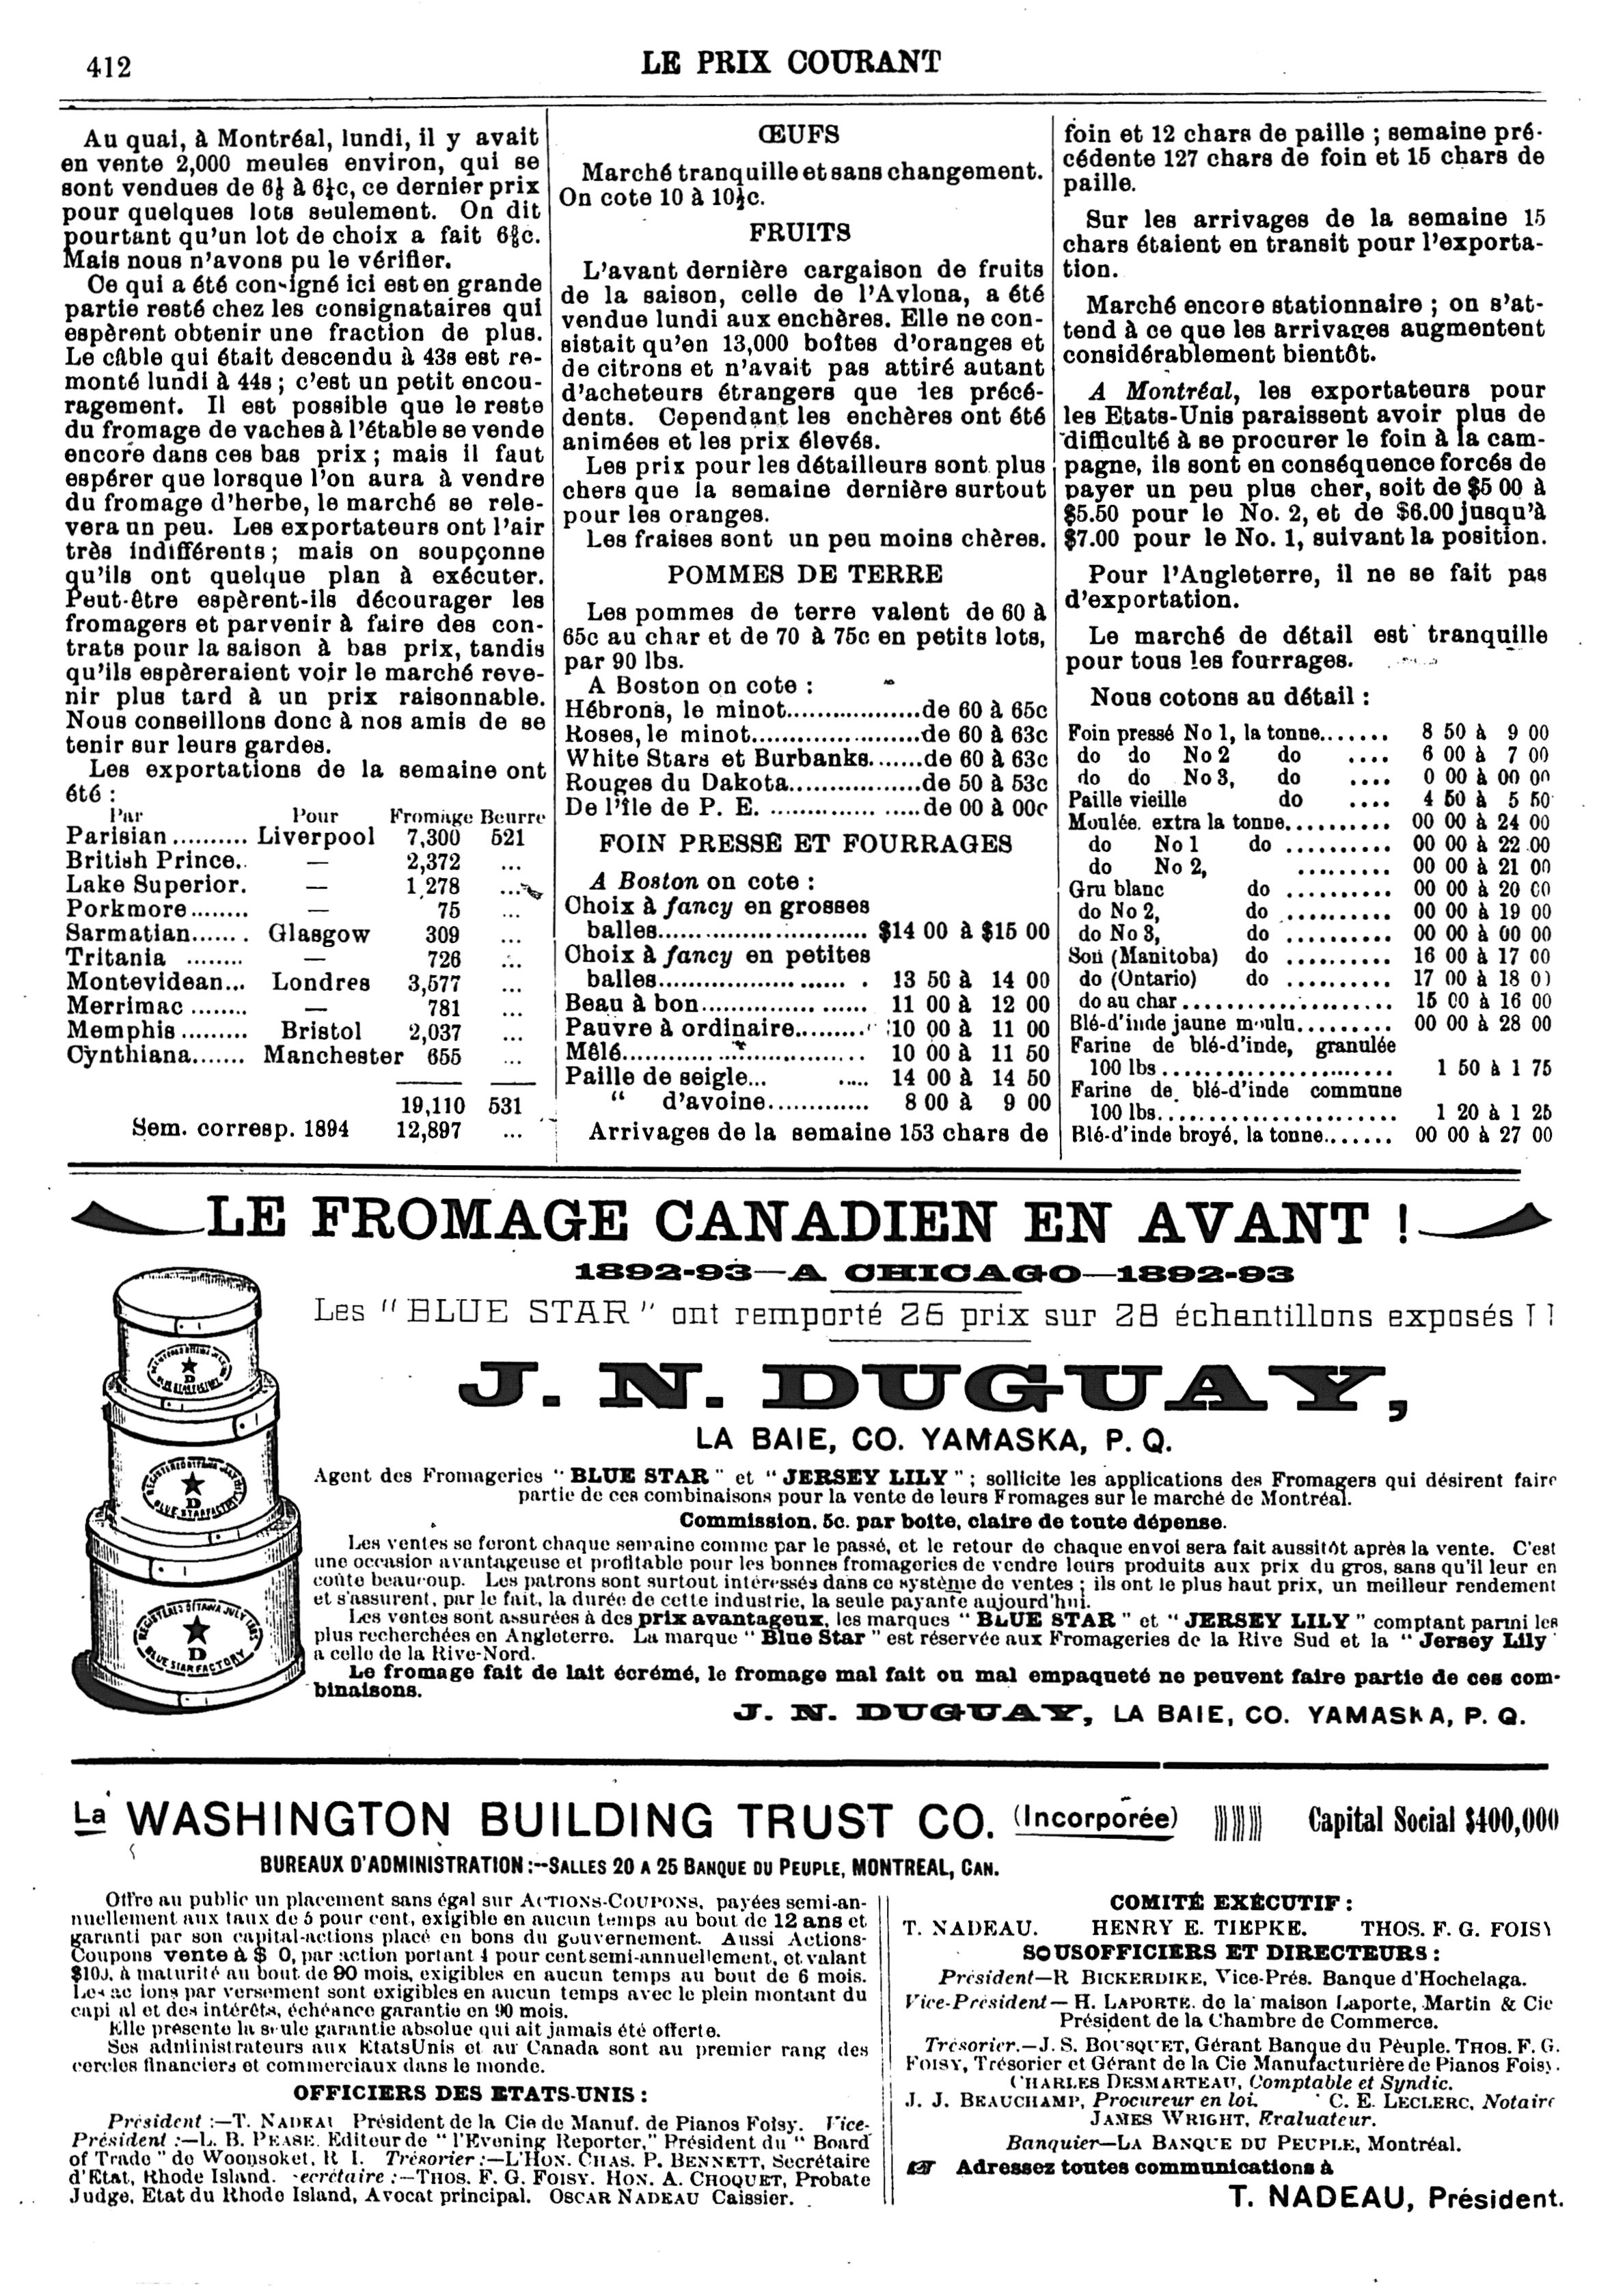 412
LE PRIX COURANT
Au quai, à Montréal, lundi, il y avait
en vente 2,000 meules environ, qui se
sont vendues de 6⅛ à 6¼c, ce dernier prix
pour quelques lots seulement. On dit
pourtant qu'un lot de choix a fait 6⅜c.
Mais nous n'avons pu le vérifier.
Ce qui a été consigné ici est en grande
partie resté chez les consignataires qui
espèrent obtenir une fraction de plus.
Le câble qui était descendu à 43s est re-
monté lundi à 44s ; c'est un petit encou-
ragement. Il est possible que le reste
du fromage de vaches à l'étable se vende
encore dans ces bas prix ; mais il faut
espérer que lorsque l'on aura à vendre
du fromage d'herbe, le marché se rele-
vera un peu. Les exportateurs ont l'air
très indifférents ; mais on soupçonne
qu'ils ont quelque plan à exécuter.
Peut-être espèrent-ils décourager les
fromagers et parvenir à faire des con-
trats pour la saison à bas prix, tandis
qu'ils espèreraient voir le marché reve-
nir plus tard à un prix raisonnable.
Nous conseillons donc à nos amis de se
tenir sur leurs gardes.
Les exportations de la semaine ont
été :
Par Pour Fromage Beurre
Parisian .......... Liverpool 7,300 521
British Prince.. — 2,372 ...
Lake Superior. — 1,278 ...
Porkmore ........ — 75 ...
Sarmatian....... Glasgow 309 ...
Tritania ........ — 726 ...
Montevidean... Londres 3,577 ...
Merrimac ........ — 781 ...
Memphis ......... Bristol 2,037 ...
Cynthiana....... Manchester 655 ...
19,110 531
Sem. corresp. 1894 12,897 ...
ŒUFS
Marché tranquille et sans changement.
On cote 10 à 10½c.
FRUITS
L'avant dernière cargaison de fruits
de la saison, celle de l'Avlona, a été
vendue lundi aux enchères. Elle ne con-
sistait qu'en 13,000 boîtes d'oranges et
de citrons et n'avait pas attiré autant
d'acheteurs étrangers que les précé-
dents. Cependant les enchères ont été
animées et les prix élevés.
Les prix pour les détailleurs sont plus
chers que la semaine dernière surtout
pour les oranges.
Les fraises sont un peu moins chères.
POMMES DE TERRE
Les pommes de terre valent de 60 à
65c au char et de 70 à 75c en petits lots,
par 90 lbs.
A Boston on cote :
Hébrons, le minot..................de 60 à 65c
Roses, le minot.......................de 60 à 63c
White Stars et Burbanks.......de 60 à 63c
Rouges du Dakota..................de 50 à 53c
De l'Île de P. E. .....................de 00 à 00c
FOIN PRESSÉ ET FOURRAGES
A Boston on cote :
Choix à fancy en grosses
balles............................. $14 00 à $15 00
Choix à fancy en petites
balles............................. 13 50 à 14 00
Beau à bon...................... 11 00 à 12 00
Pauvre à ordinaire......... 10 00 à 11 00
Mêlé................................. 10 00 à 11 50
Paille de seigle... ..... 14 00 à 14 50
“ d'avoine............. 8 00 à 9 00
Arrivages de la semaine 153 chars de
foin et 12 chars de paille ; semaine pré-
cédente 127 chars de foin et 15 chars de
paille.
Sur les arrivages de la semaine 15
chars étaient en transit pour l'exporta-
tion.
Marché encore stationnaire ; on s'at-
tend à ce que les arrivages augmentent
considérablement bientôt.
A Montréal, les exportateurs pour
les Etats-Unis paraissent avoir plus de
difficulté à se procurer le foin à la cam-
pagne, ils sont en conséquence forcés de
payer un peu plus cher, soit de $5 00 à
$5.50 pour le No. 2, et de $6.00 jusqu'à
$7.00 pour le No. 1, suivant la position.
Pour l'Angleterre, il ne se fait pas
d'exportation.
Le marché de détail est tranquille
pour tous les fourrages.
Nous cotons au détail :
Foin pressé No 1, la tonne....... 8 50 à 9 00
do do No 2 do .... 6 00 à 7 00
do do No 3, do .... 0 00 à 00 00
Paille vieille do .... 4 50 à 5 50
Moulée, extra la tonne.......... 00 00 à 24 00
do No 1 do .......... 00 00 à 22 00
do No 2, ......... 00 00 à 21 00
Gru blanc do .......... 00 00 à 20 00
do No 2, do .......... 00 00 à 19 00
do No 3, do .......... 00 00 à 00 00
Son (Manitoba) do .......... 16 00 à 17 00
do (Ontario) do .......... 17 00 à 18 00
do au char .................... 15 00 à 16 00
Blé-d'inde jaune moulu......... 00 00 à 28 00
Farine de blé-d'inde, granulée
100 lbs ...................... 1 50 à 1 75
Farine de blé-d'inde commune
100 lbs....................... 1 20 à 1 25
Blé-d'inde broyé, la tonne....... 00 00 à 27 00
LE FROMAGE CANADIEN EN AVANT !
1892-93—A CHICAGO—1892-93
Les "BLUE STAR" ont remporté 26 prix sur 28 échantillons exposés ! !
J. N. DUGUAY,
LA BAIE, CO. YAMASKA, P. Q.
Agent des Fromageries "BLUE STAR" et "JERSEY LILY" ; sollicite les applications des Fromagers qui désirent faire
partie de ces combinaisons pour la vente de leurs Fromages sur le marché de Montréal.
Commission, 5c. par boîte, claire de toute dépense.
Les ventes se feront chaque semaine comme par le passé, et le retour de chaque envoi sera fait aussitôt après la vente. C'est
une occasion avantageuse et profitable pour les bonnes fromageries de vendre leurs produits aux prix du gros, sans qu'il leur en
coûte beaucoup. Les patrons sont surtout intéressés dans ce système de ventes ; ils ont le plus haut prix, un meilleur rendement
et s'assurent, par le fait, la durée de cette industrie, la seule payante aujourd'hui.
Les ventes sont assurées à des prix avantageux, les marques "BLUE STAR" et "JERSEY LILY" comptant parmi les
plus recherchées en Angleterre. La marque "Blue Star" est réservée aux Fromageries de la Rive Sud et la "Jersey Lily
a celle de la Rive-Nord.
Le fromage fait de lait écrémé, le fromage mal fait ou mal empaqueté ne peuvent faire partie de ces com-
binaisons.
J. N. DUGUAY, LA BAIE, CO. YAMASKA, P. Q.
REGISTERED OTTAWA JULY
D
BLUE STAR FACTORY
La WASHINGTON BUILDING TRUST CO. (Incorporée) Capital Social $400,000
BUREAUX D'ADMINISTRATION :--SALLES 20 A 25 BANQUE DU PEUPLE, MONTREAL, CAN.
Offre au public un placement sans égal sur ACTIONS-COUPONS, payées semi-an-
nuellement aux taux de 5 pour cent, exigible en aucun temps au bout de 12 ans et
garanti par son capital-actions placé en bons du gouvernement. Aussi Actions-
Coupons vente à $ 0, par action portant 4 pour cent semi-annuellement, et valant
$100, à maturité au bout de 90 mois, exigibles en aucun temps au bout de 6 mois.
Les actions par versement sont exigibles en aucun temps avec le plein montant du
capital et des intérêts, échéance garantie en 90 mois.
Elle présente la seule garantie absolue qui ait jamais été offerte.
Ses administrateurs aux EtatsUnis et au Canada sont au premier rang des
cercles financiers et commerciaux dans le monde.
OFFICIERS DES ETATS-UNIS :
Président :—T. NADEAU Président de la Cie de Manuf. de Pianos Foisy. Vice-
Président :—L. B. PEASE, Editeur de "l'Evening Reporter," Président du "Board
of Trade" de Woonsoket, R I. Trésorier :—L'HON. CHAS. P. BENNETT, Secrétaire
d'Etat, Rhode Island. Secrétaire :—THOS. F. G. FOISY. HON. A. CHOQUET, Probate
Judge, Etat du Rhode Island, Avocat principal. OSCAR NADEAU Caissier.
COMITÉ EXÉCUTIF :
T. NADEAU. HENRY E. TIEPKE. THOS. F. G. FOISY
SOUSOFFICIERS ET DIRECTEURS :
Président—R BICKERDIKE, Vice-Prés. Banque d'Hochelaga.
Vice-Président— H. LAPORTE, de la maison Laporte, Martin & Cie
Président de la Chambre de Commerce.
Trésorier.—J. S. BOUSQUET, Gérant Banque du Peuple. THOS. F. G.
FOISY, Trésorier et Gérant de la Cie Manufacturière de Pianos Foisy.
CHARLES DESMARTEAU, Comptable et Syndic.
J. J. BEAUCHAMP, Procureur en loi. C. E. LECLERC, Notaire
JAMES WRIGHT, Evaluateur.
Banquier—LA BANQUE DU PEUPLE, Montréal.
☞ Adressez toutes communications à
T. NADEAU, Président.